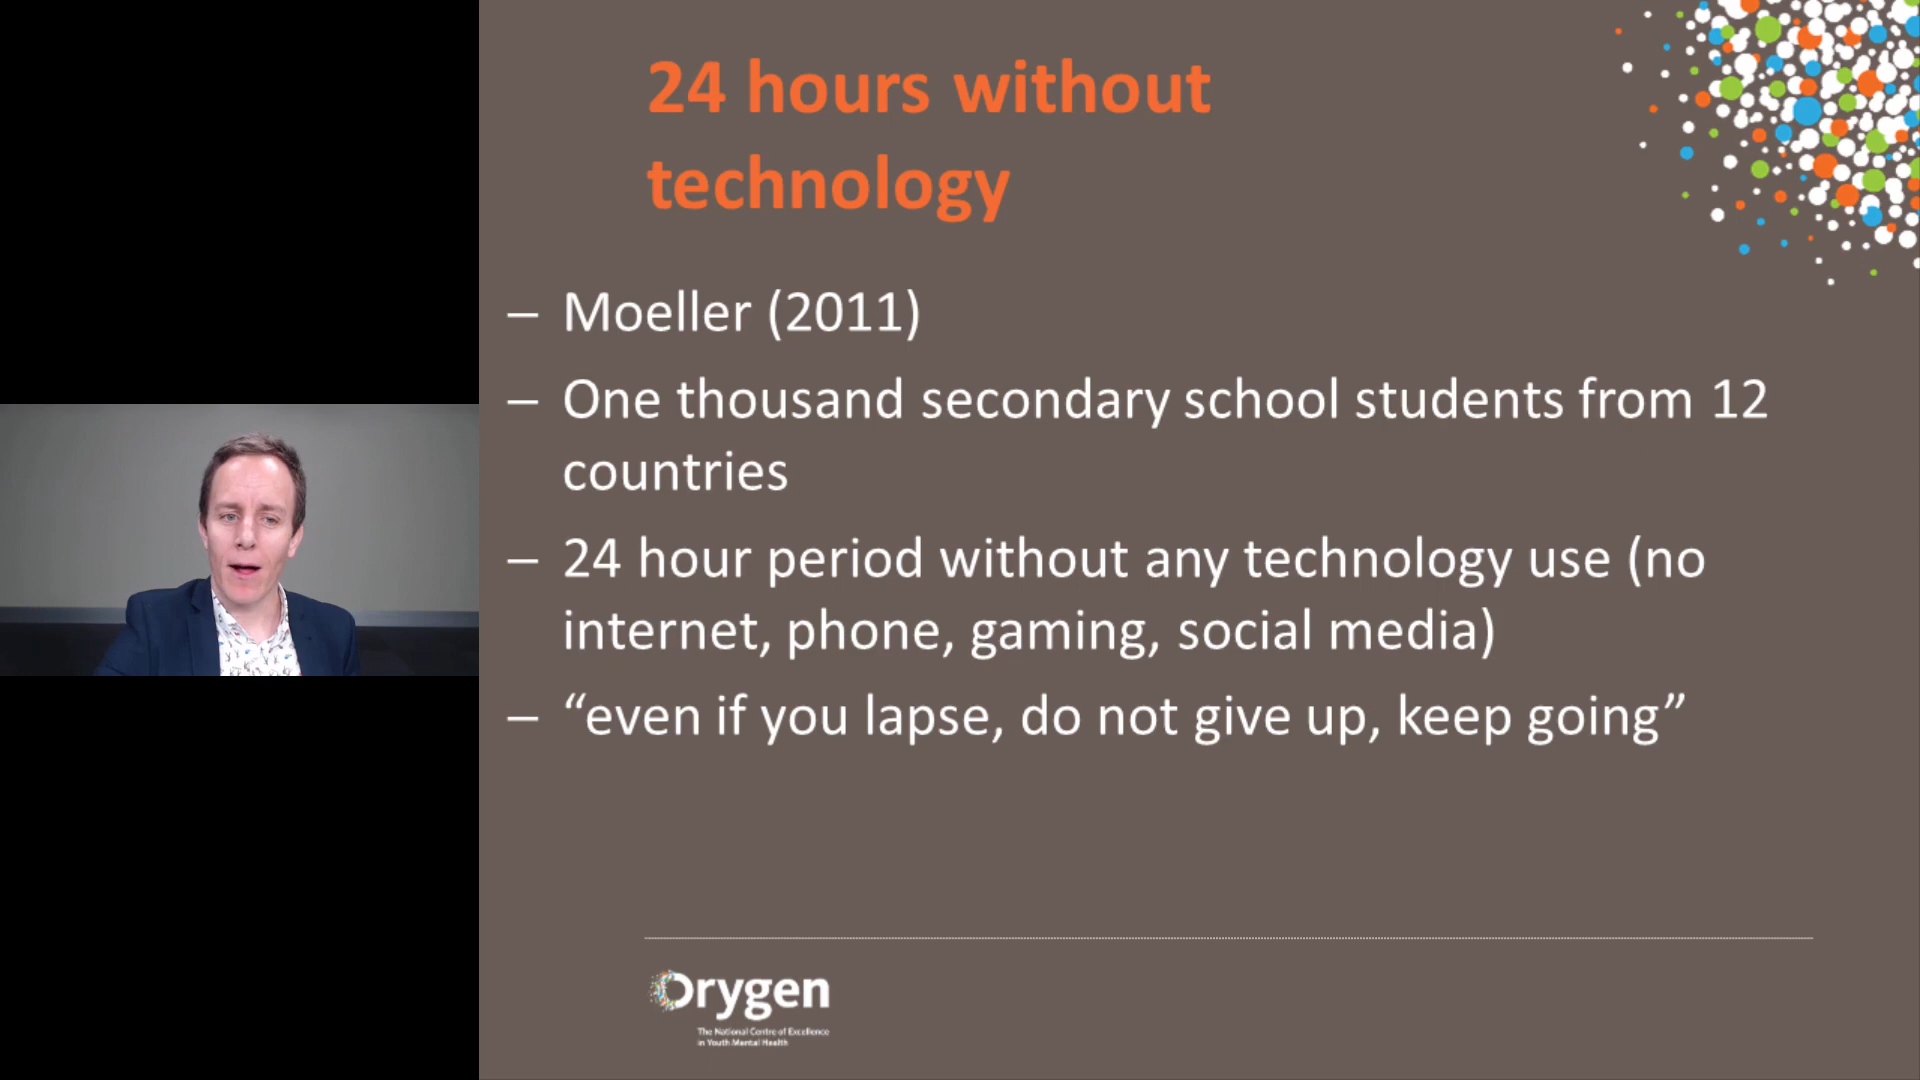 24 hours without
technology
– Moeller (2011)
– One thousand secondary school students from 12
countries
– 24 hour period without any technology use (no
internet, phone, gaming, social media)
– “even if you lapse, do not give up, keep going”
Orygen
The National Centre of Excellence
in Youth Mental Health